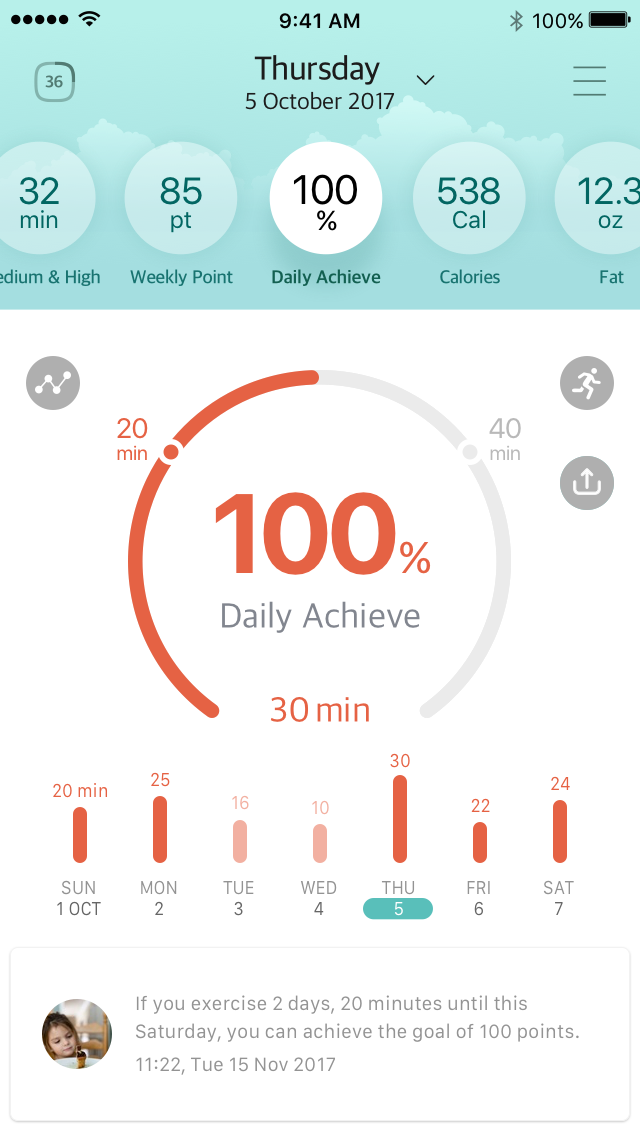 9:41 AM
100%
36
Thursday
5 October 2017
32
min
85
pt
100
%
538
Cal
12.3
oz
edium & High
Weekly Point
Daily Achieve
Calories
Fat
20
min
40
min
100%
Daily Achieve
30 min
20 min
25
16
10
30
22
24
SUN
MON
TUE
WED
THU
FRI
SAT
1 OCT
2
3
4
5
6
7
If you exercise 2 days, 20 minutes until this
Saturday, you can achieve the goal of 100 points.
11:22, Tue 15 Nov 2017